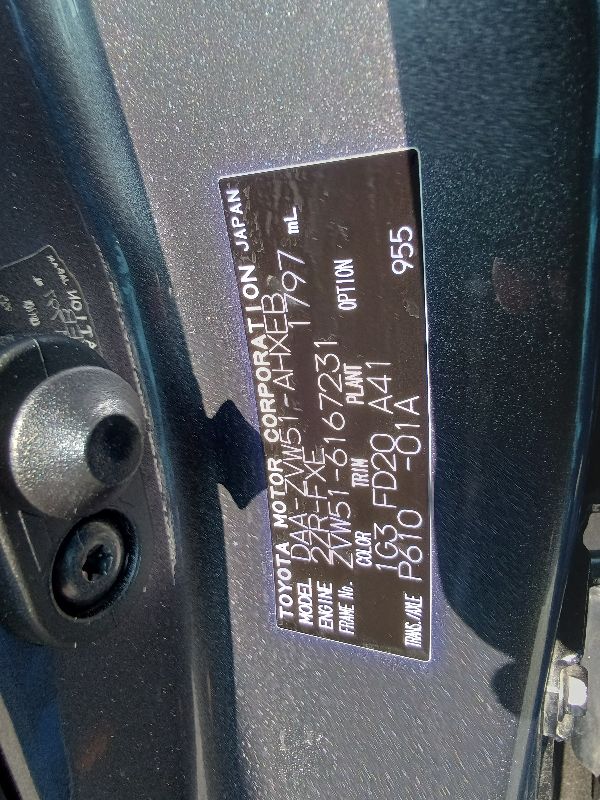 TOYOTA MOTOR CORPORATION JAPAN
MODEL DAA-ZVW51-AHXEB
ENGINE 2ZR-FXE 1797 mL
FRAME No. ZVW51-6167231
COLOR TRIM PLANT OPTION
1G3 FD20 A41 955
TRANS/AXLE P610 -01A